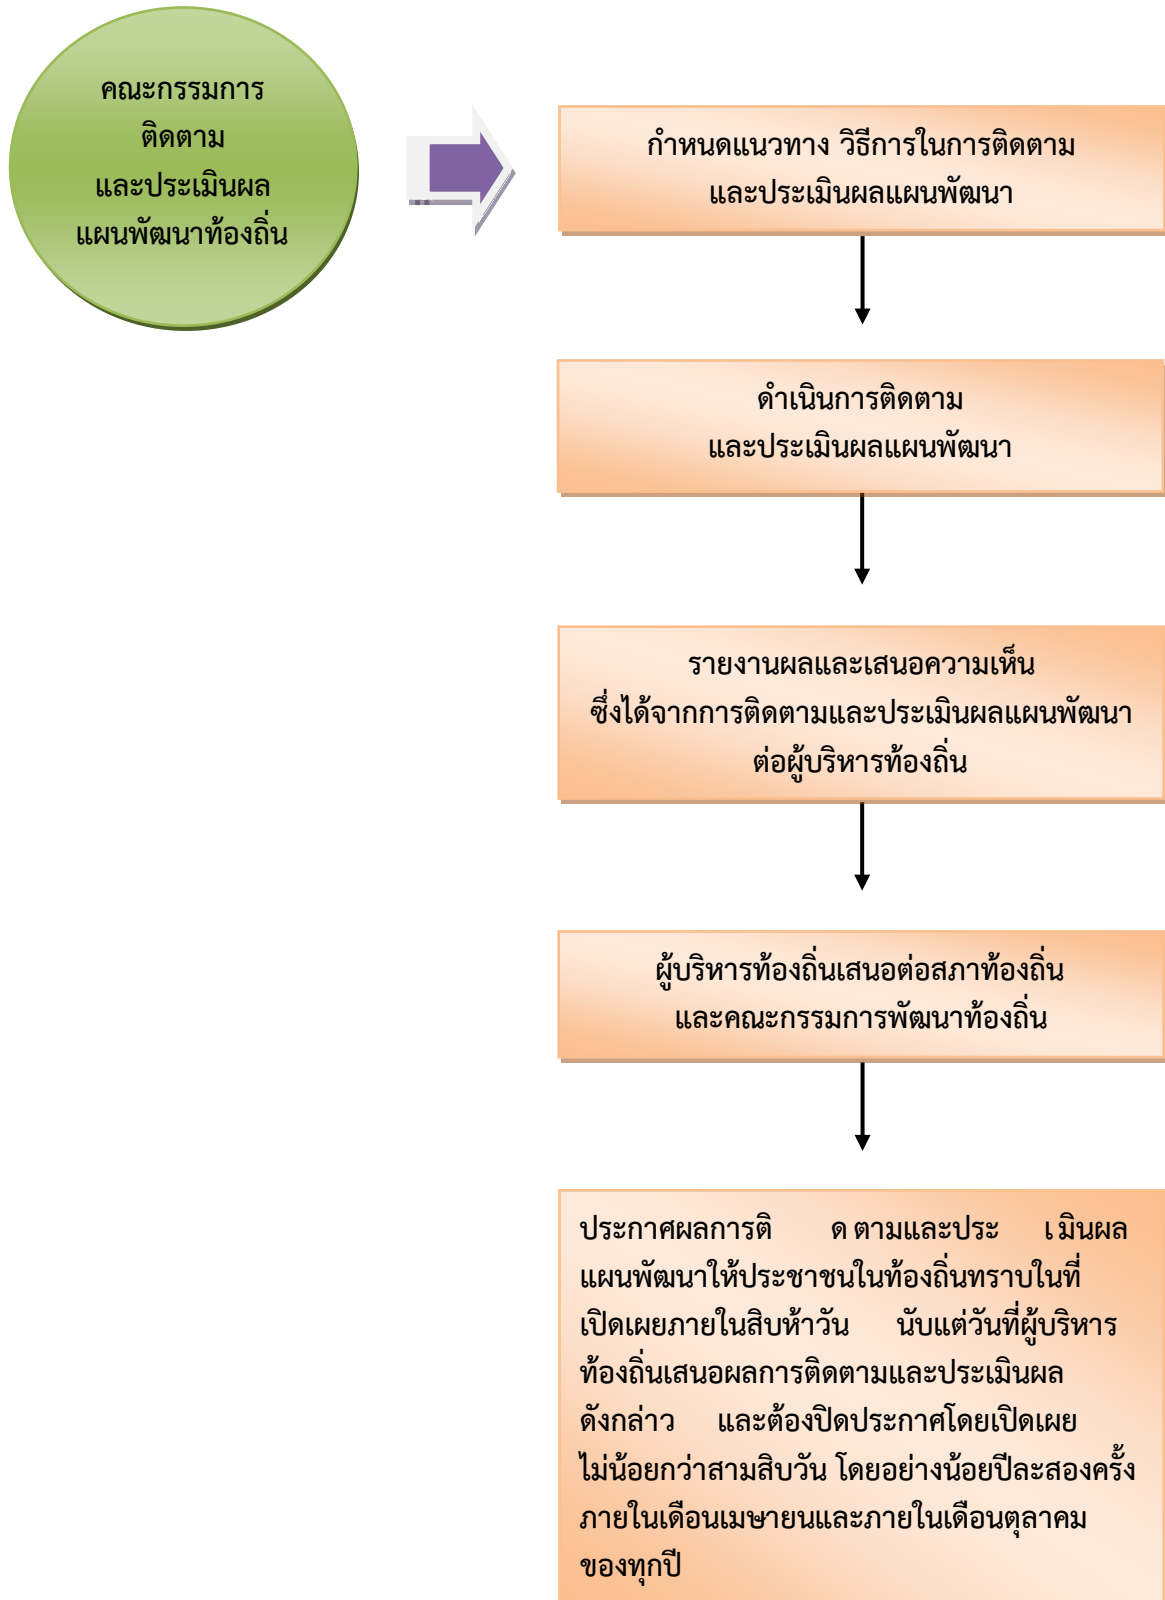 คณะกรรมการ
ติดตาม
และประเมินผล
แผนพัฒนาท้องถิ่น
กำหนดแนวทาง วิธีการในการติดตาม
และประเมินผลแผนพัฒนา
ดำเนินการติดตาม
และประเมินผลแผนพัฒนา
รายงานผลและเสนอความเห็น
ซึ่งได้จากการติดตามและประเมินผลแผนพัฒนา
ต่อผู้บริหารท้องถิ่น
ผู้บริหารท้องถิ่นเสนอต่อสภาท้องถิ่น
และคณะกรรมการพัฒนาท้องถิ่น
ประกาศผลการติ ด ตามและประ เ มินผล
แผนพัฒนาให้ประชาชนในท้องถิ่นทราบในที่
เปิดเผยภายในสิบห้าวัน นับแต่วันที่ผู้บริหาร
ท้องถิ่นเสนอผลการติดตามและประเมินผล
ดังกล่าว และต้องปิดประกาศโดยเปิดเผย
ไม่น้อยกว่าสามสิบวัน โดยอย่างน้อยปีละสองครั้ง
ภายในเดือนเมษายนและภายในเดือนตุลาคม
ของทุกปี